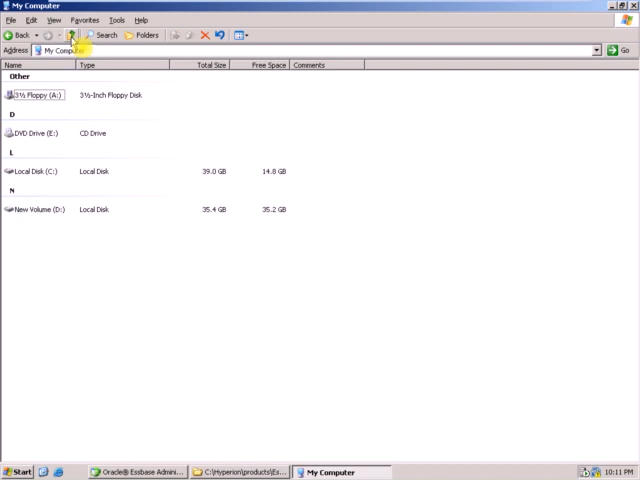 My Computer
File Edit View Favorites Tools Help
Back Search Folders
Address My Computer Go
Name Type Total Size Free Space Comments
Other
3½ Floppy (A:) 3½-Inch Floppy Disk
D
DVD Drive (E:) CD Drive
L
Local Disk (C:) Local Disk 39.0 GB 14.8 GB
N
New Volume (D:) Local Disk 35.4 GB 35.2 GB
Start Oracle® Essbase Admini... C:\Hyperion\products\Es... My Computer 10:11 PM